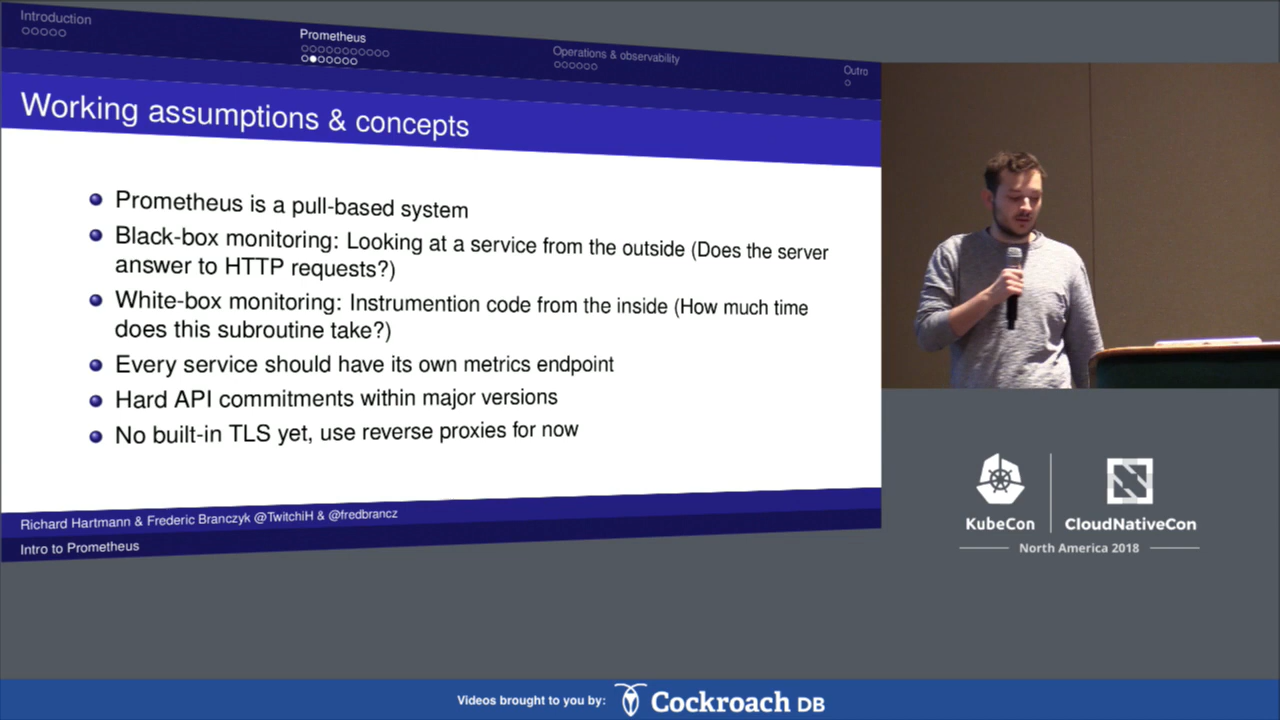 Introduction
Prometheus
Operations & observability
Outro
Working assumptions & concepts
Prometheus is a pull-based system
Black-box monitoring: Looking at a service from the outside (Does the server
answer to HTTP requests?)
White-box monitoring: Instrumention code from the inside (How much time
does this subroutine take?)
Every service should have its own metrics endpoint
Hard API commitments within major versions
No built-in TLS yet, use reverse proxies for now
Richard Hartmann & Frederic Branczyk @TwitchiH & @fredbrancz
Intro to Prometheus
KubeCon
CloudNativeCon
North America 2018
Videos brought to you by:
Cockroach DB